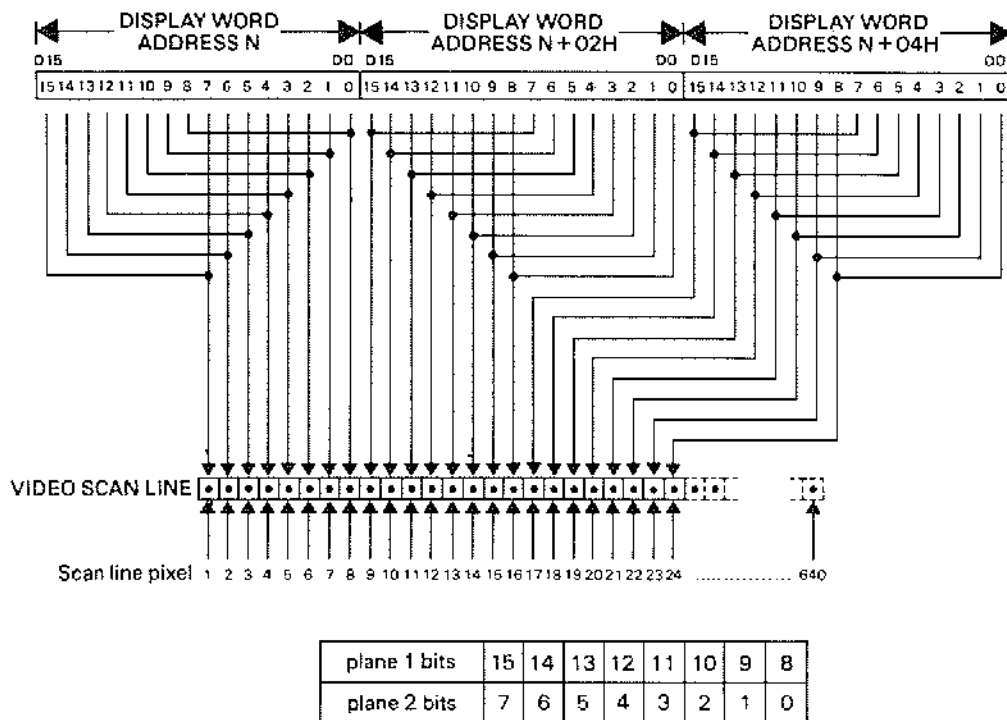 DISPLAY WORD ADDRESS N
DISPLAY WORD ADDRESS N + 02H
DISPLAY WORD ADDRESS N + 04H
D15 D0 D15 D0 D15 D0
15 14 13 12 11 10 9 8 7 6 5 4 3 2 1 0 15 14 13 12 11 10 9 8 7 6 5 4 3 2 1 0 15 14 13 12 11 10 9 8 7 6 5 4 3 2 1 0
VIDEO SCAN LINE
Scan line pixel 1 2 3 4 5 6 7 8 9 10 11 12 13 14 15 16 17 18 19 20 21 22 23 24 ................... 640
plane 1 bits 15 14 13 12 11 10 9 8
plane 2 bits 7 6 5 4 3 2 1 0